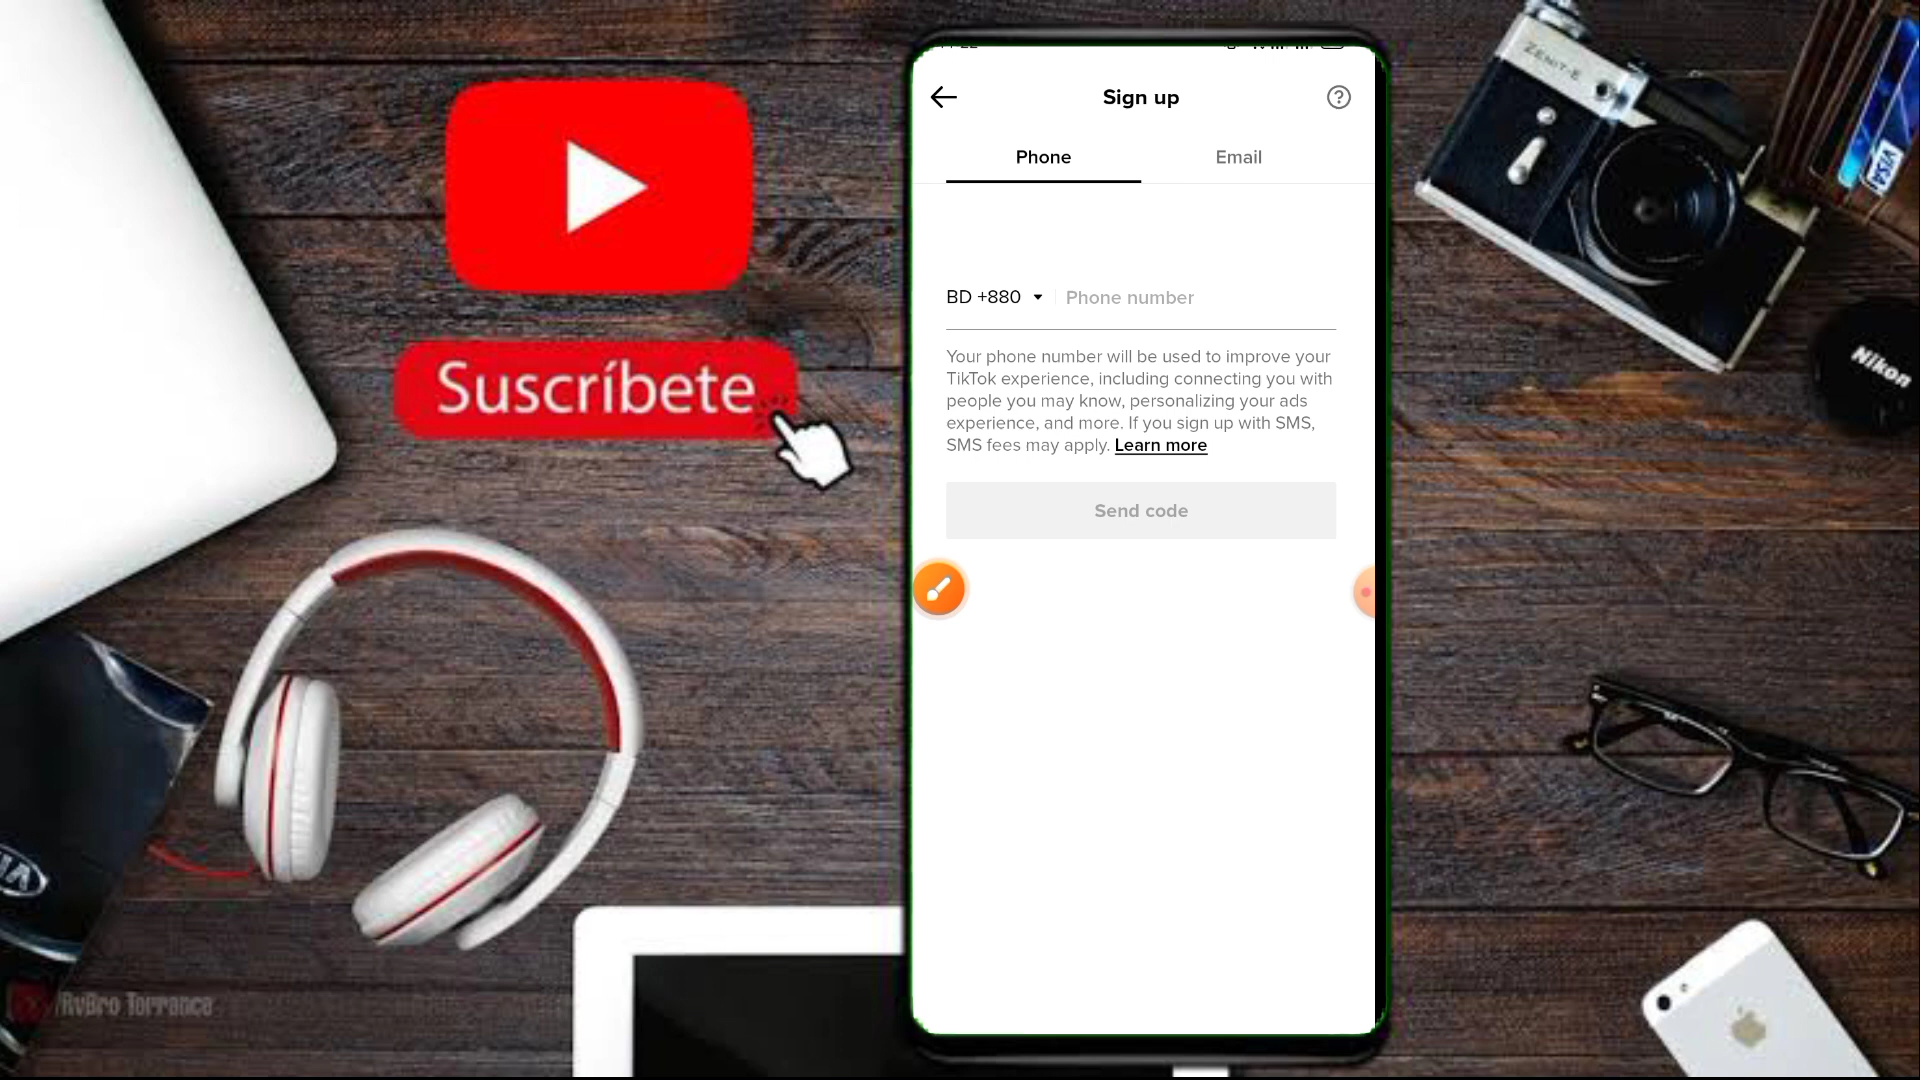 Sign up
Phone
Email
BD +880
Phone number
Your phone number will be used to improve your
TikTok experience, including connecting you with
people you may know, personalizing your ads
experience, and more. If you sign up with SMS,
SMS fees may apply. Learn more
Send code
Suscríbete
ZENIT-E
VISA
Nikon
/RvBro Torrance